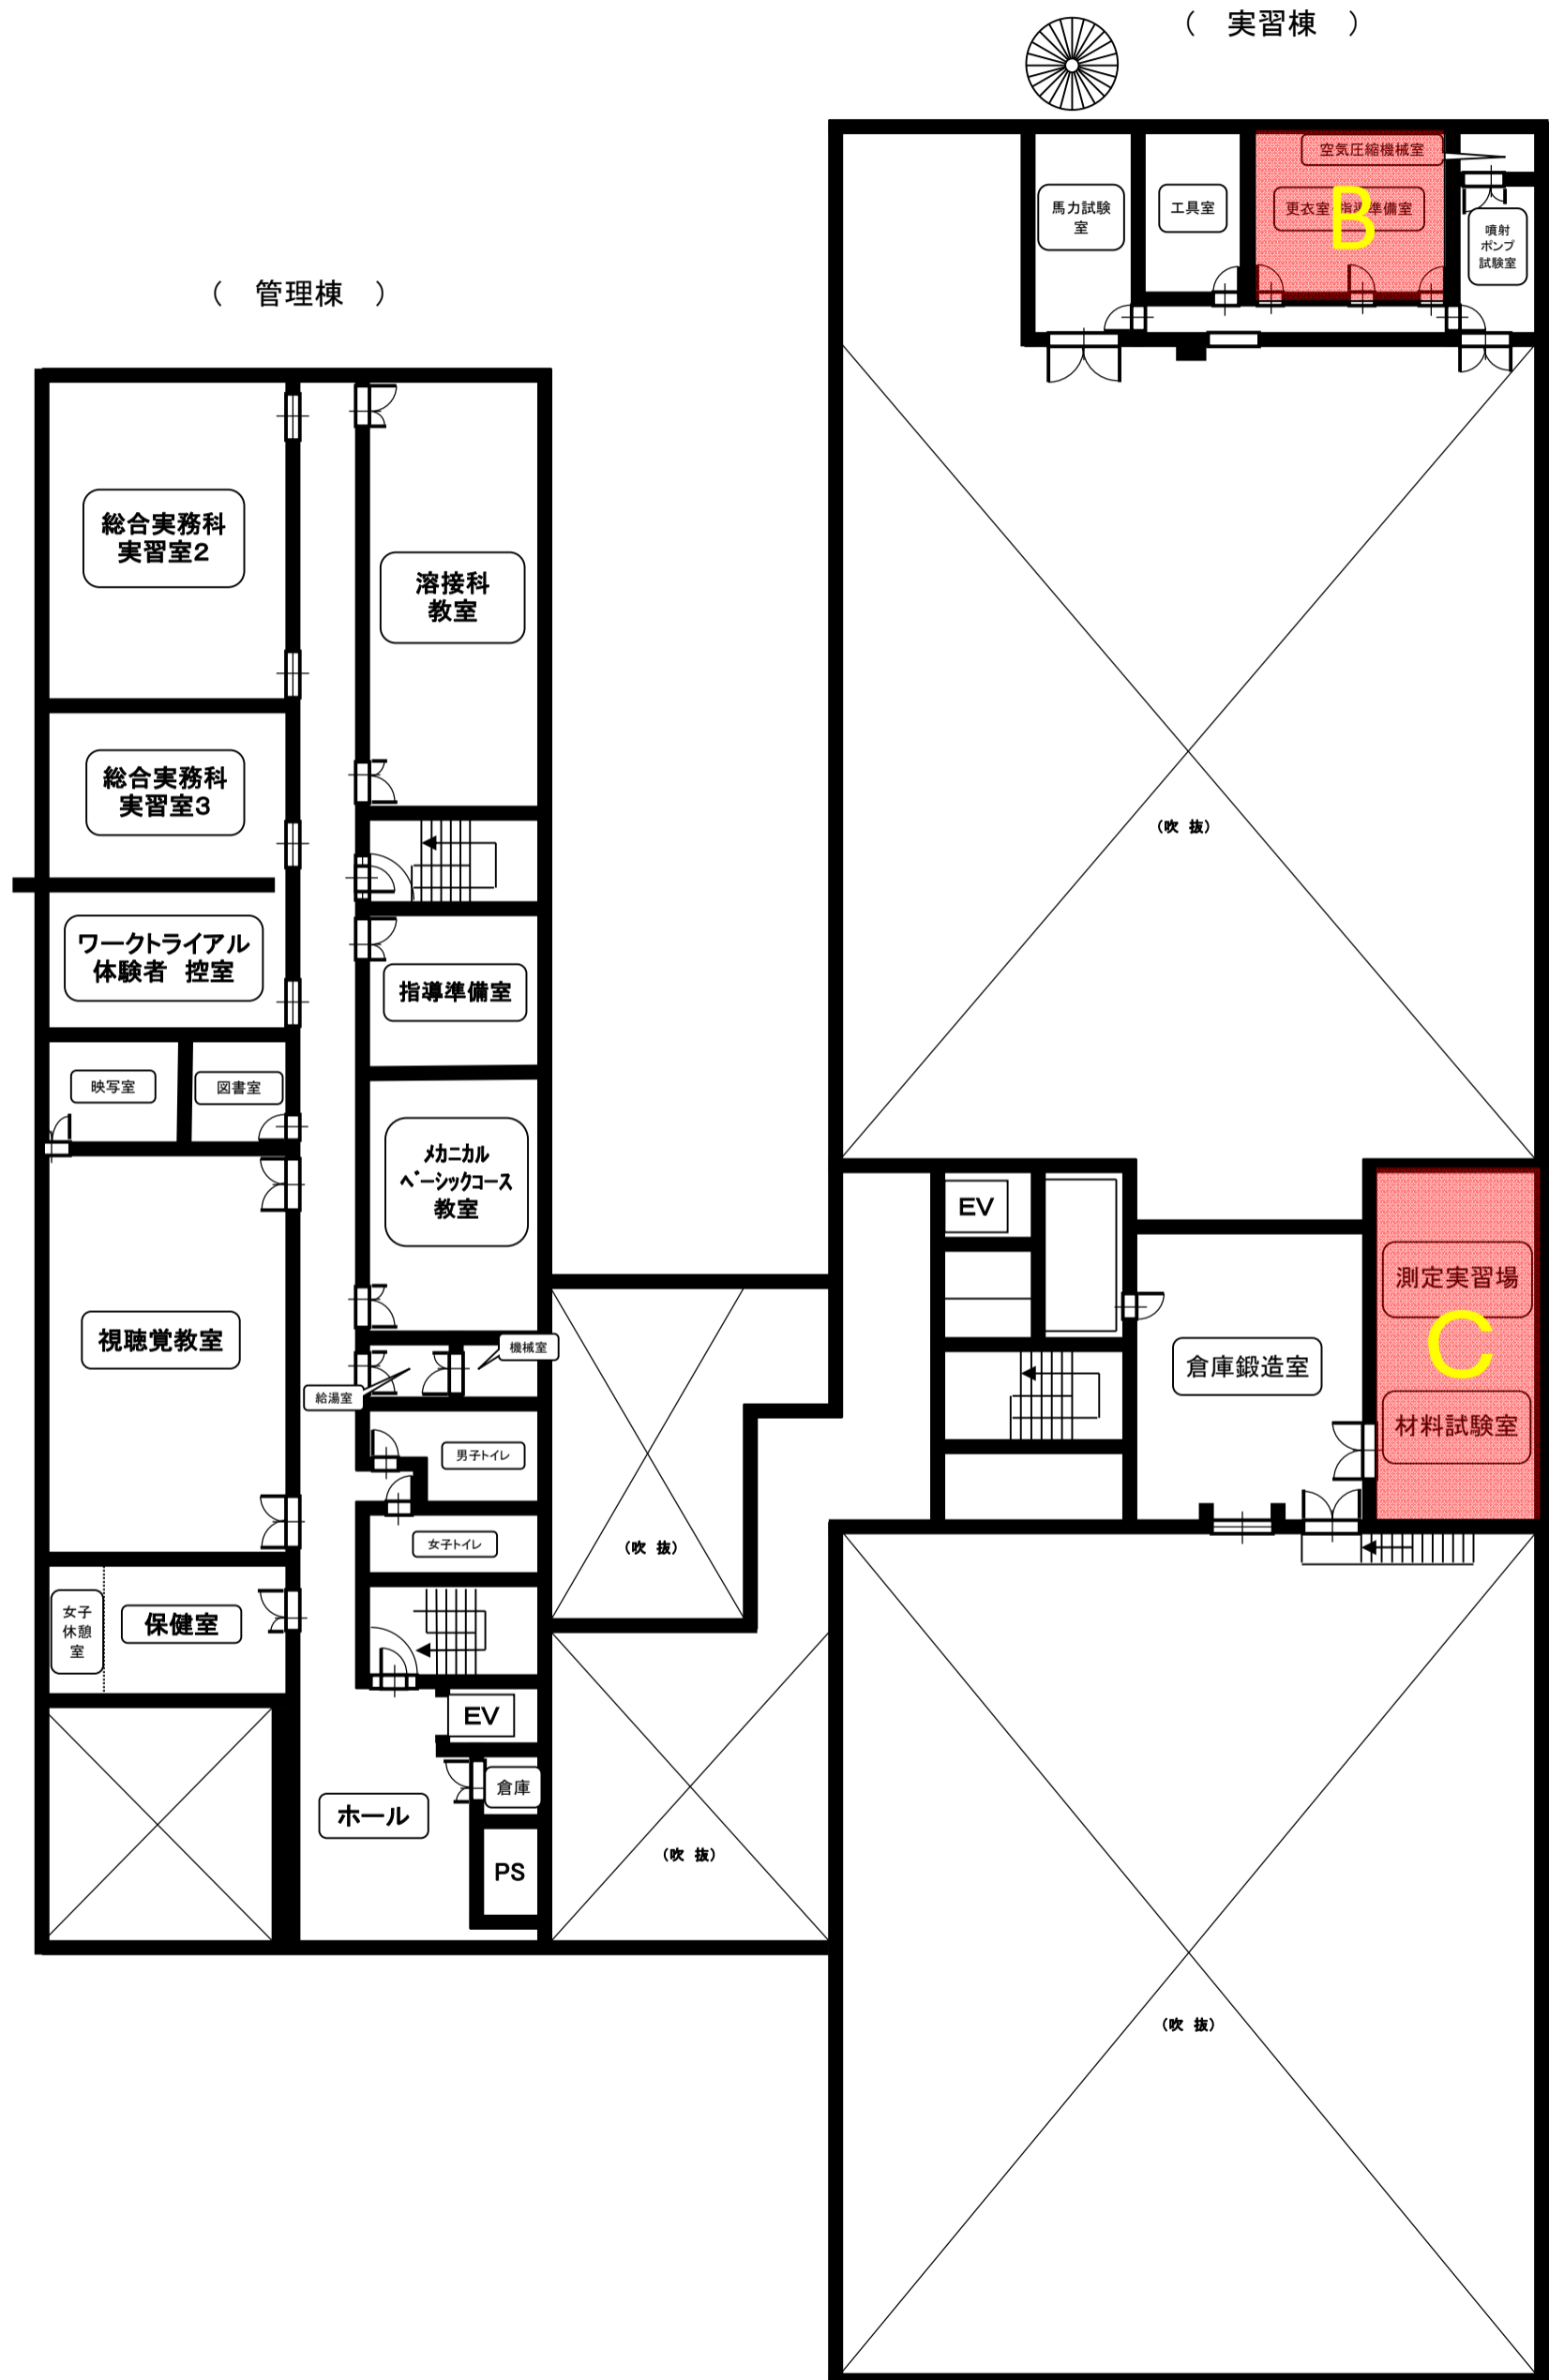 （　実習棟　）
空気圧縮機械室
馬力試験
室
工具室
更衣室・指導準備室
B
噴射
ポンプ
試験室
（　管理棟　）
総合実務科
実習室２
溶接科
教室
総合実務科
実習室３
（吹　抜）
ワークトライアル
体験者　控室
指導準備室
映写室
図書室
メカニカル
ベーシックコース
教室
EV
測定実習場
C
材料試験室
倉庫鍛造室
視聴覚教室
機械室
給湯室
男子トイレ
女子トイレ
（吹　抜）
女子
休憩
室
保健室
EV
倉庫
ホール
PS
（吹　抜）
（吹　抜）